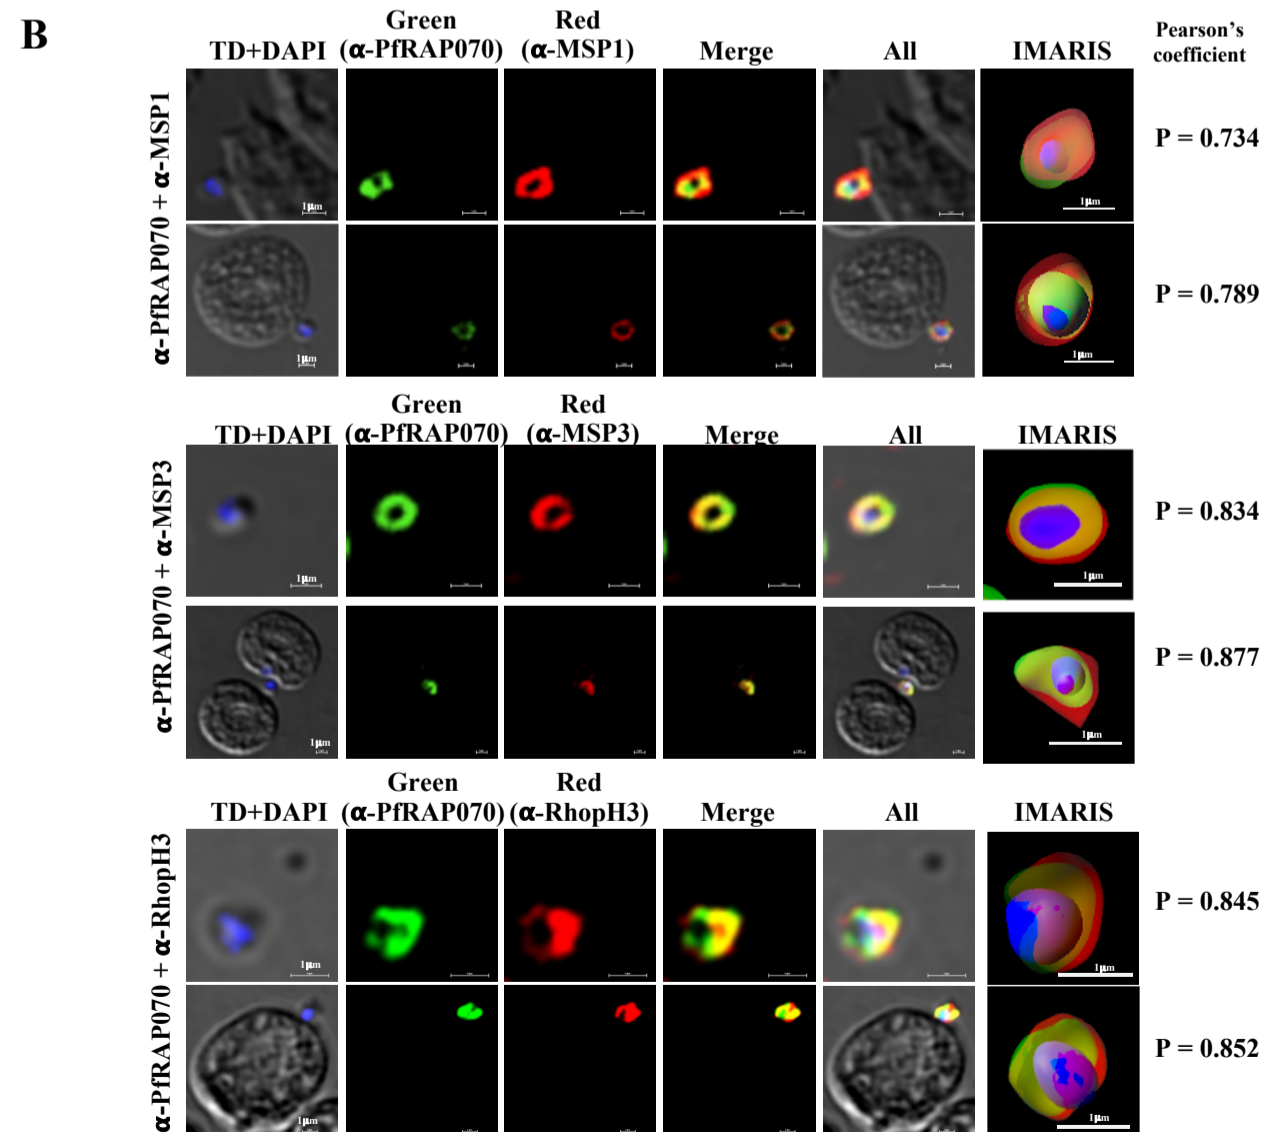 B
Green
Red
Pearson's
coefficient
TD+DAPI
(α-PfRAP070)
(α-MSP1)
Merge
All
IMARIS
α-PfRAP070 + α-MSP1
1μm
1μm
P = 0.734
1μm
1μm
P = 0.789
Green
Red
TD+DAPI
(α-PfRAP070)
(α-MSP3)
Merge
All
IMARIS
α-PfRAP070 + α-MSP3
1μm
1μm
P = 0.834
1μm
1μm
P = 0.877
Green
Red
TD+DAPI
(α-PfRAP070)
(α-RhopH3)
Merge
All
IMARIS
α-PfRAP070 + α-RhopH3
1μm
1μm
P = 0.845
1μm
1μm
P = 0.852